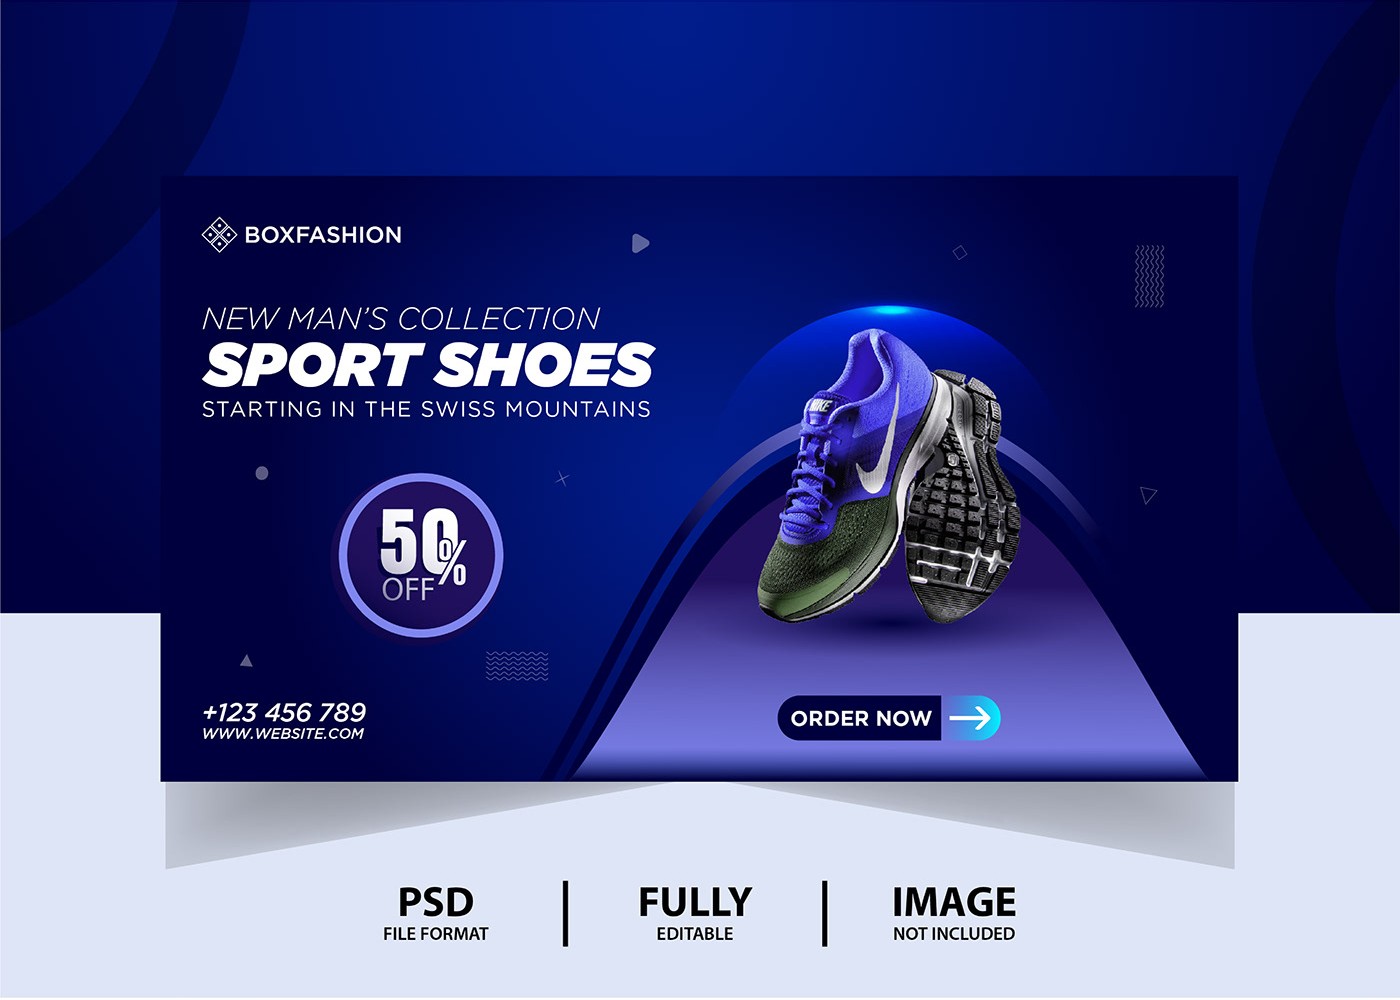 BOXFASHION
NEW MAN'S COLLECTION
SPORT SHOES
STARTING IN THE SWISS MOUNTAINS
50%
OFF
NIKE
+123 456 789
WWW.WEBSITE.COM
ORDER NOW
PSD
FILE FORMAT
FULLY
EDITABLE
IMAGE
NOT INCLUDED